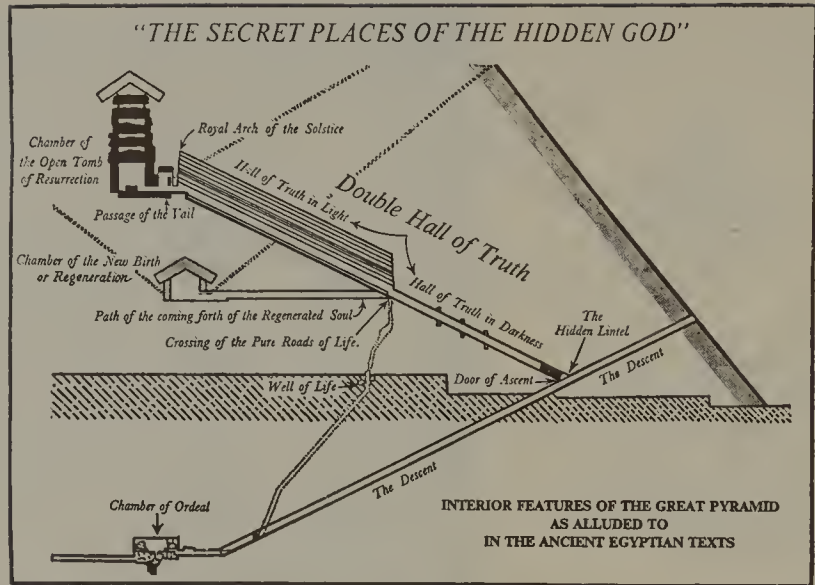 "THE SECRET PLACES OF THE HIDDEN GOD"
Royal Arch of the Solstice
Chamber of
the Open Tomb
of Resurrection
Hall of Truth in Light
Double Hall of Truth
Passage of the Vail
Chamber of the New Birth
or Regeneration
Hall of Truth in Darkness
The
Hidden Lintel
Path of the coming forth of the Regenerated Soul
Crossing of the Pure Roads of Life.
The Descent
Well of Life
Door of Ascent
The Descent
Chamber of Ordeal
INTERIOR FEATURES OF THE GREAT PYRAMID
AS ALLUDED TO
IN THE ANCIENT EGYPTIAN TEXTS